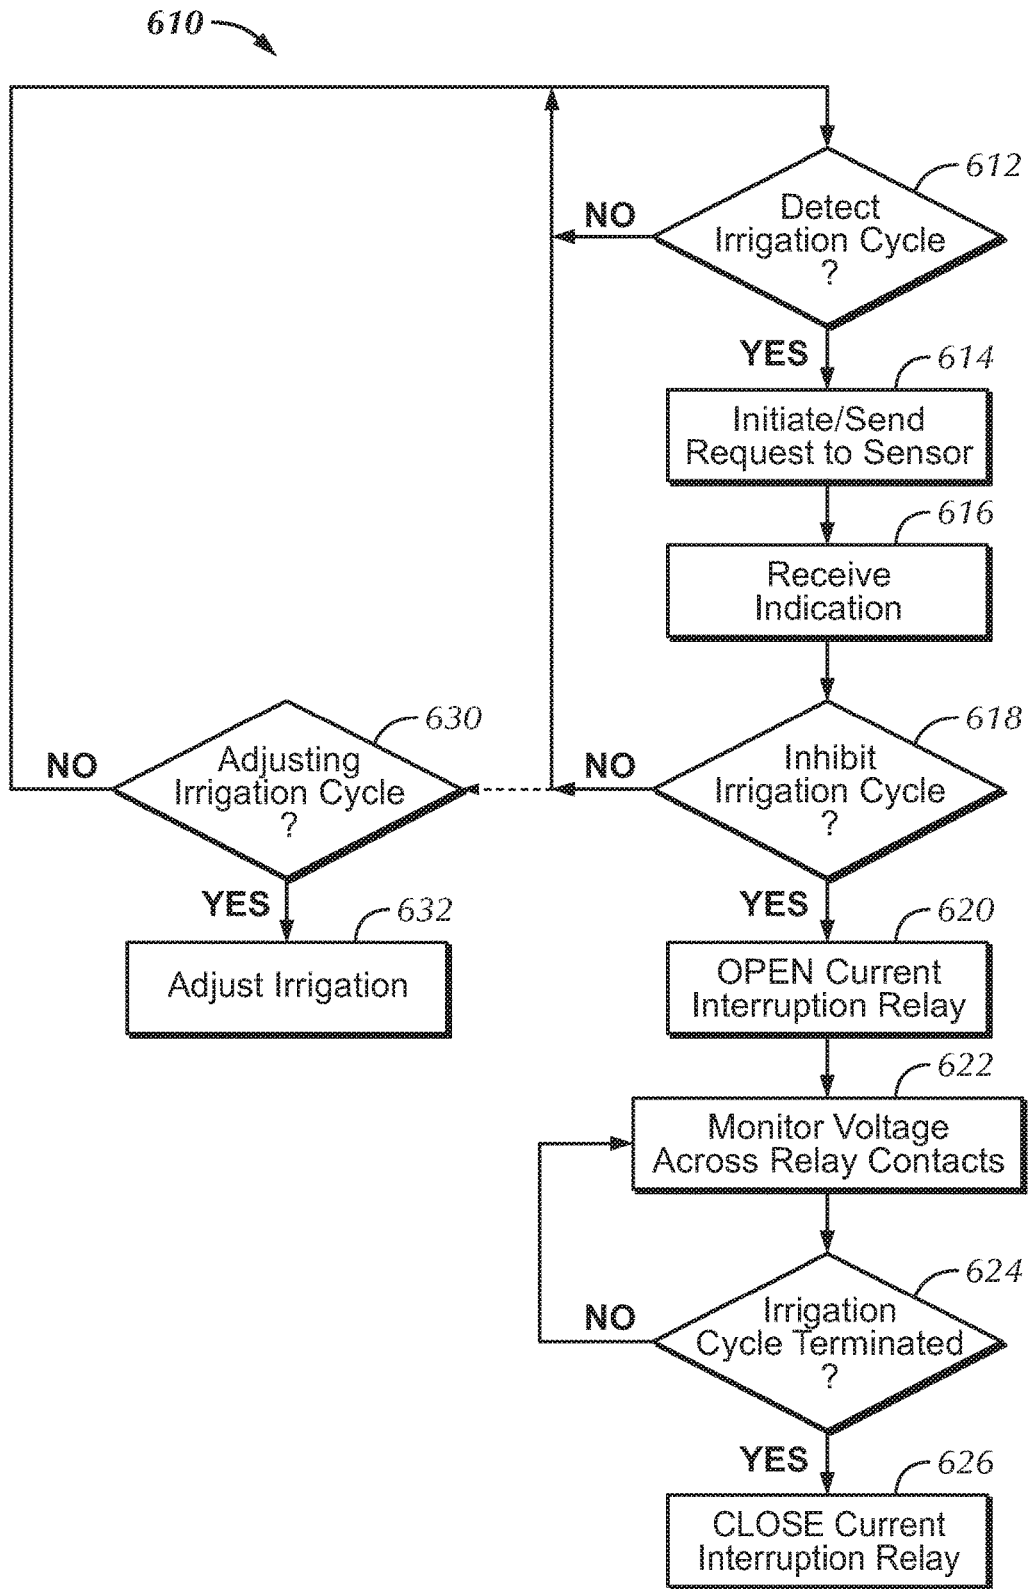 610
612
Detect
Irrigation Cycle
?
NO
YES
614
Initiate/Send
Request to Sensor
616
Receive
Indication
618
Inhibit
Irrigation Cycle
?
NO
YES
630
Adjusting
Irrigation Cycle
?
NO
YES
632
Adjust Irrigation
620
OPEN Current
Interruption Relay
622
Monitor Voltage
Across Relay Contacts
624
Irrigation
Cycle Terminated
?
NO
YES
626
CLOSE Current
Interruption Relay